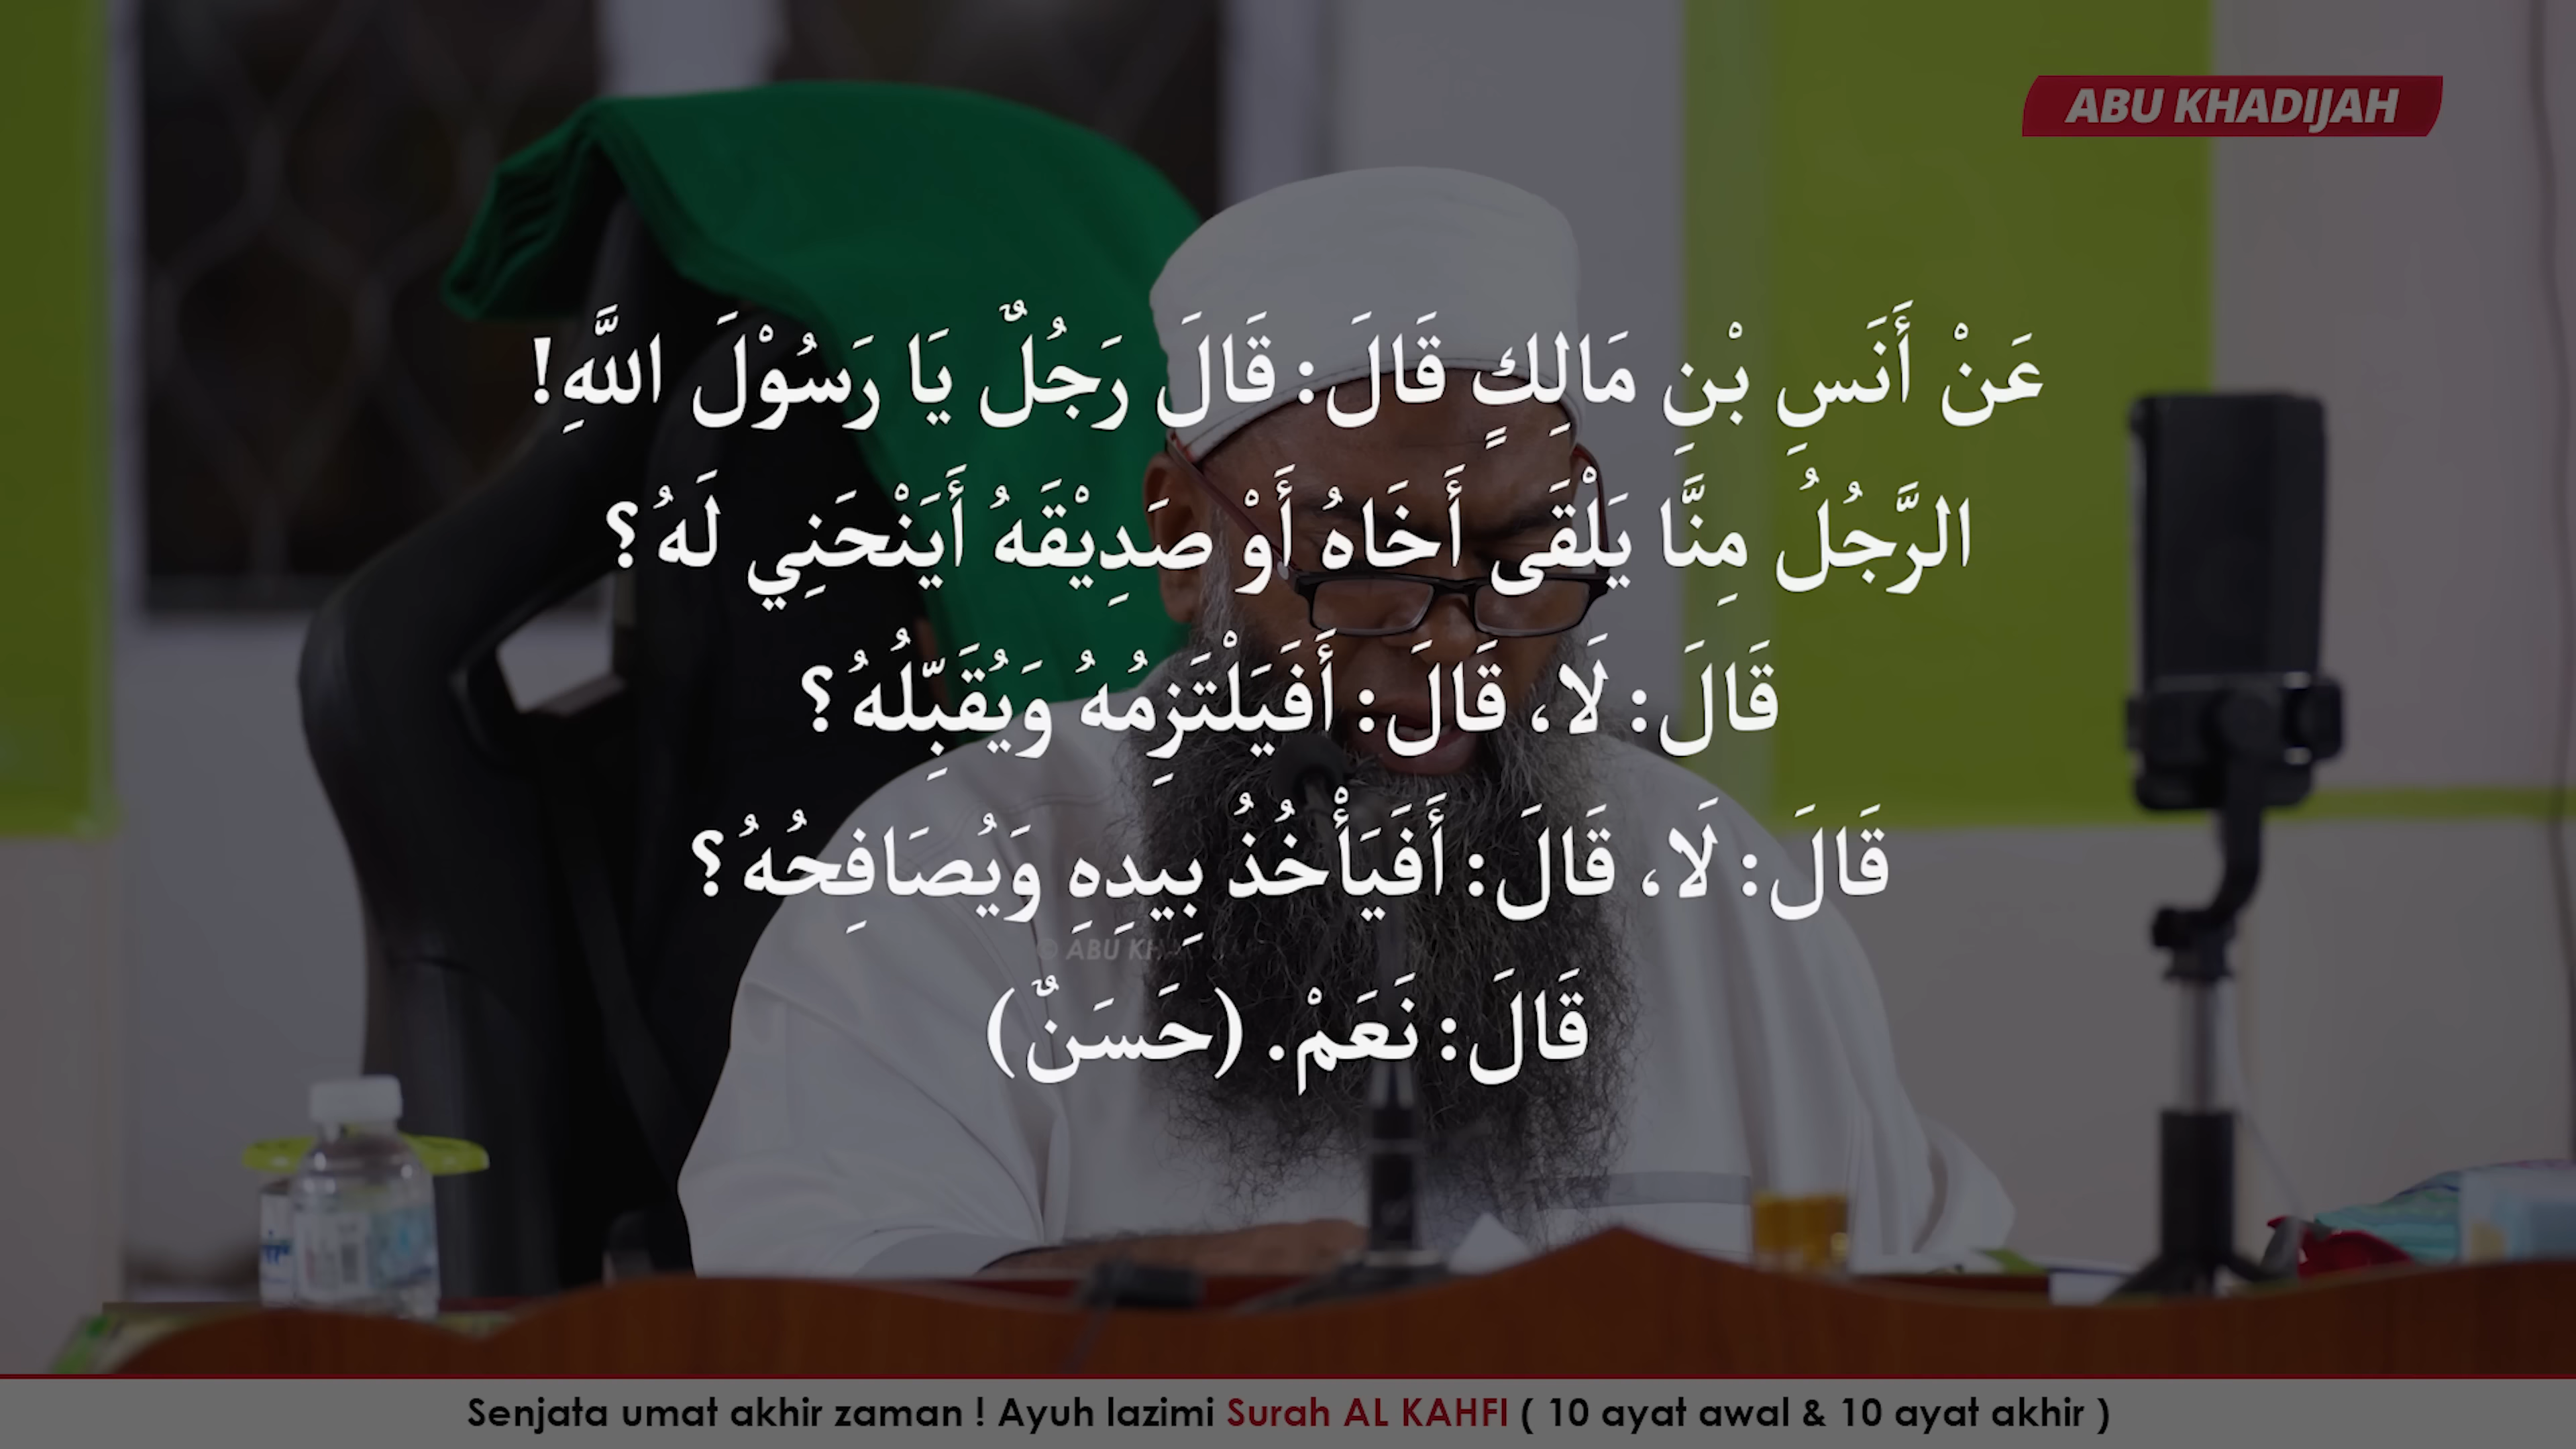 ABU KHADIJAH
عَنْ أَنَسِ بْنِ مَالِكٍ قَالَ: قَالَ رَجُلٌ يَا رَسُوْلَ اللَّهِ!
الرَّجُلُ مِنَّا يَلْقَى أَخَاهُ أَوْ صَدِيْقَهُ أَيَنْحَنِي لَهُ؟
قَالَ: لَا، قَالَ: أَفَيَلْتَزِمُهُ وَيُقَبِّلُهُ؟
قَالَ: لَا، قَالَ: أَفَيَأْخُذُ بِيَدِهِ وَيُصَافِحُهُ؟
© ABU
قَالَ: نَعَمْ. (حَسَنٌ)
Senjata umat akhir zaman ! Ayuh lazimi Surah AL KAHFI ( 10 ayat awal & 10 ayat akhir )